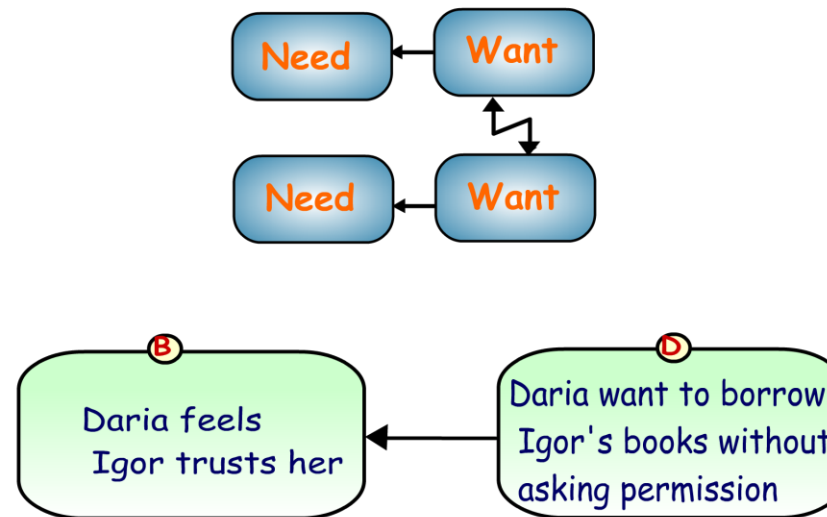 Need
Want
Need
Want
B
D
Daria feels
Igor trusts her
Daria want to borrow
Igor's books without
asking permission